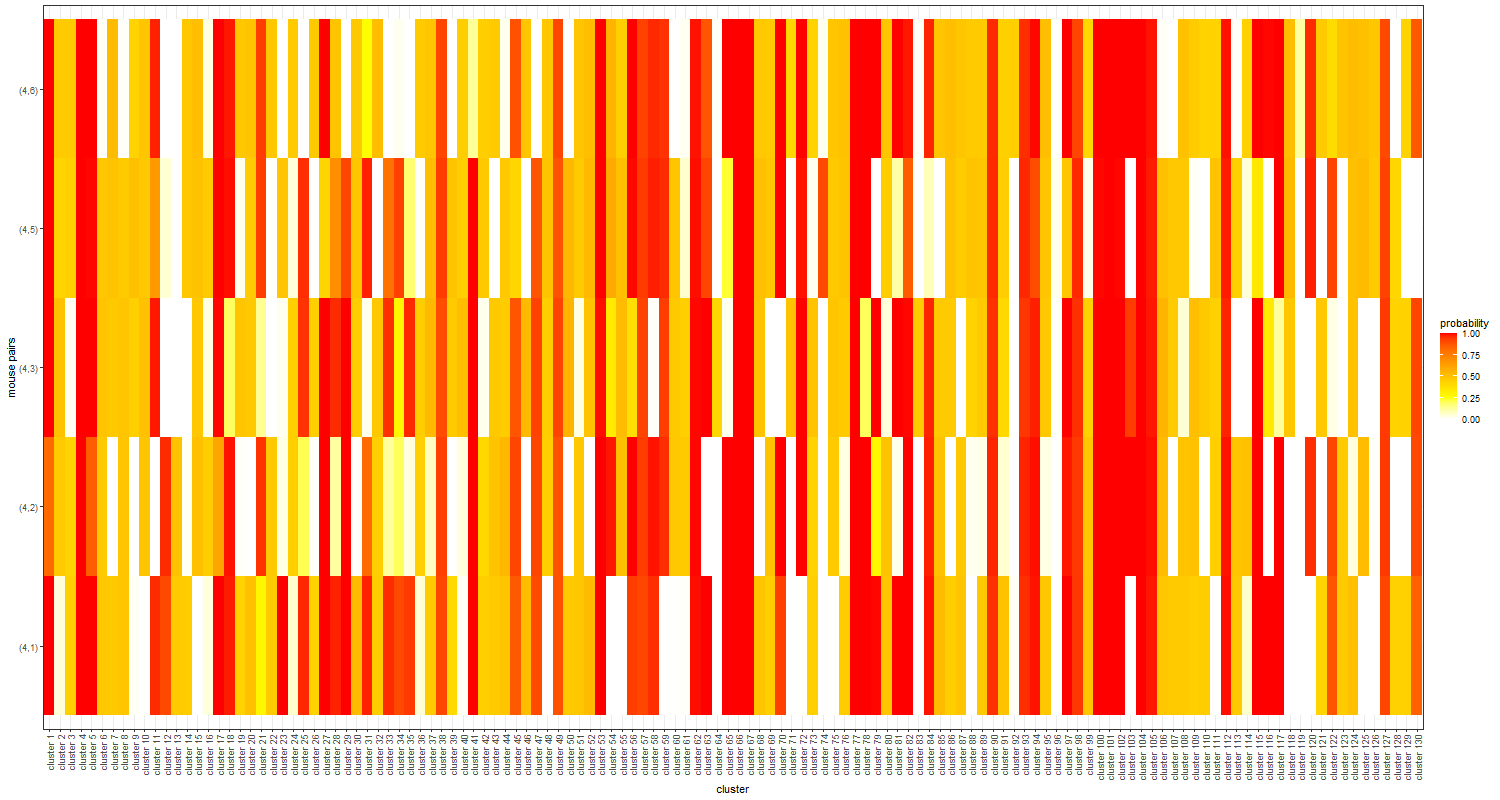 (4,6)
(4,5)
(4,3)
(4,2)
(4,1)
mouse pairs
cluster 1
cluster 2
cluster 3
cluster 4
cluster 5
cluster 6
cluster 7
cluster 8
cluster 9
cluster 10
cluster 11
cluster 12
cluster 13
cluster 14
cluster 15
cluster 16
cluster 17
cluster 18
cluster 19
cluster 20
cluster 21
cluster 22
cluster 23
cluster 24
cluster 25
cluster 26
cluster 27
cluster 28
cluster 29
cluster 30
cluster 31
cluster 32
cluster 33
cluster 34
cluster 35
cluster 36
cluster 37
cluster 38
cluster 39
cluster 40
cluster 41
cluster 42
cluster 43
cluster 44
cluster 45
cluster 46
cluster 47
cluster 48
cluster 49
cluster 50
cluster 51
cluster 52
cluster 53
cluster 54
cluster 55
cluster 56
cluster 57
cluster 58
cluster 59
cluster 60
cluster 61
cluster 62
cluster 63
cluster 64
cluster 65
cluster 66
cluster 67
cluster 68
cluster 69
cluster 70
cluster 71
cluster 72
cluster 73
cluster 74
cluster 75
cluster 76
cluster 77
cluster 78
cluster 79
cluster 80
cluster 81
cluster 82
cluster 83
cluster 84
cluster 85
cluster 86
cluster 87
cluster 88
cluster 89
cluster 90
cluster 91
cluster 92
cluster 93
cluster 94
cluster 95
cluster 96
cluster 97
cluster 98
cluster 99
cluster 100
cluster 101
cluster 102
cluster 103
cluster 104
cluster 105
cluster 106
cluster 107
cluster 108
cluster 109
cluster 110
cluster 111
cluster 112
cluster 113
cluster 114
cluster 115
cluster 116
cluster 117
cluster 118
cluster 119
cluster 120
cluster 121
cluster 122
cluster 123
cluster 124
cluster 125
cluster 126
cluster 127
cluster 128
cluster 129
cluster 130
cluster
probability
1.00
0.75
0.50
0.25
0.00